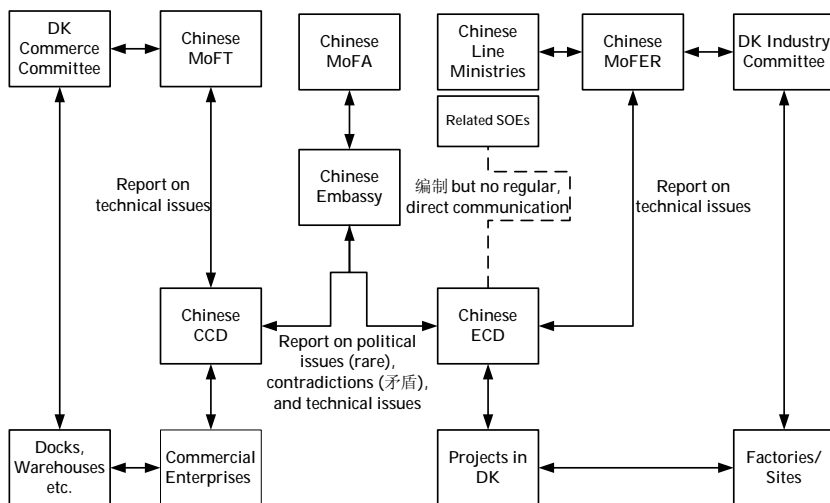 DK
Commerce
Committee
Chinese
MoFT
Chinese
MoFA
Chinese
Line
Ministries
Chinese
MoFER
DK Industry
Committee
Related SOEs
Report on
technical issues
Chinese
Embassy
编制 but no regular,
direct communication
Report on
technical issues
Chinese
CCD
Chinese
ECD
Report on political
issues (rare),
contradictions (矛盾),
and technical issues
Docks,
Warehouses
etc.
Commercial
Enterprises
Projects in
DK
Factories/
Sites